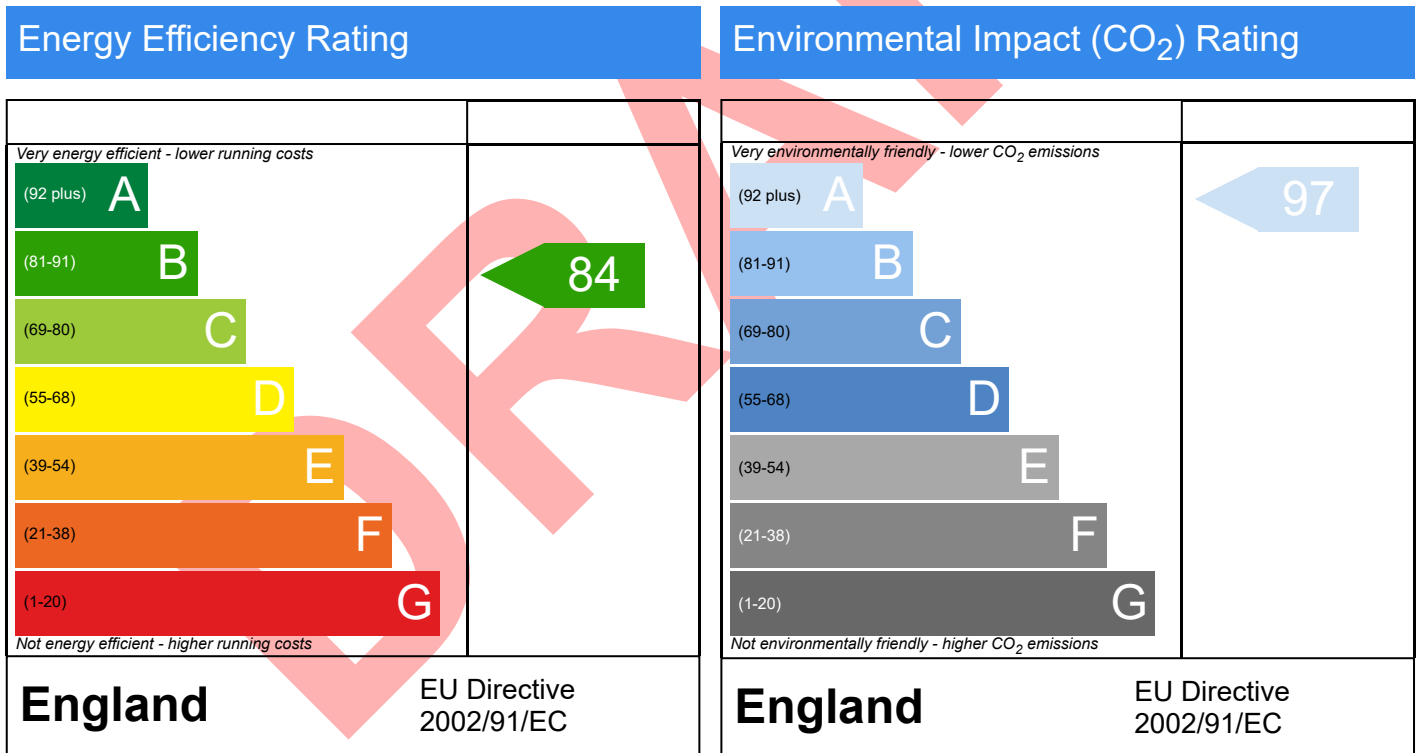 Energy Efficiency Rating
Very energy efficient - lower running costs
(92 plus) A
(81-91) B
84
(69-80) C
(55-68) D
(39-54) E
(21-38) F
(1-20) G
Not energy efficient - higher running costs
England
EU Directive
2002/91/EC
Environmental Impact (CO₂) Rating
Very environmentally friendly - lower CO₂ emissions
(92 plus) A
97
(81-91) B
(69-80) C
(55-68) D
(39-54) E
(21-38) F
(1-20) G
Not environmentally friendly - higher CO₂ emissions
England
EU Directive
2002/91/EC